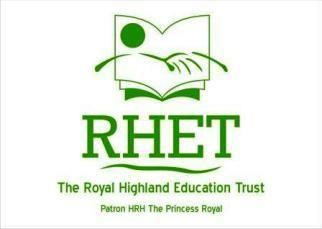 RHET
The Royal Highland Education Trust
Patron HRH The Princess Royal